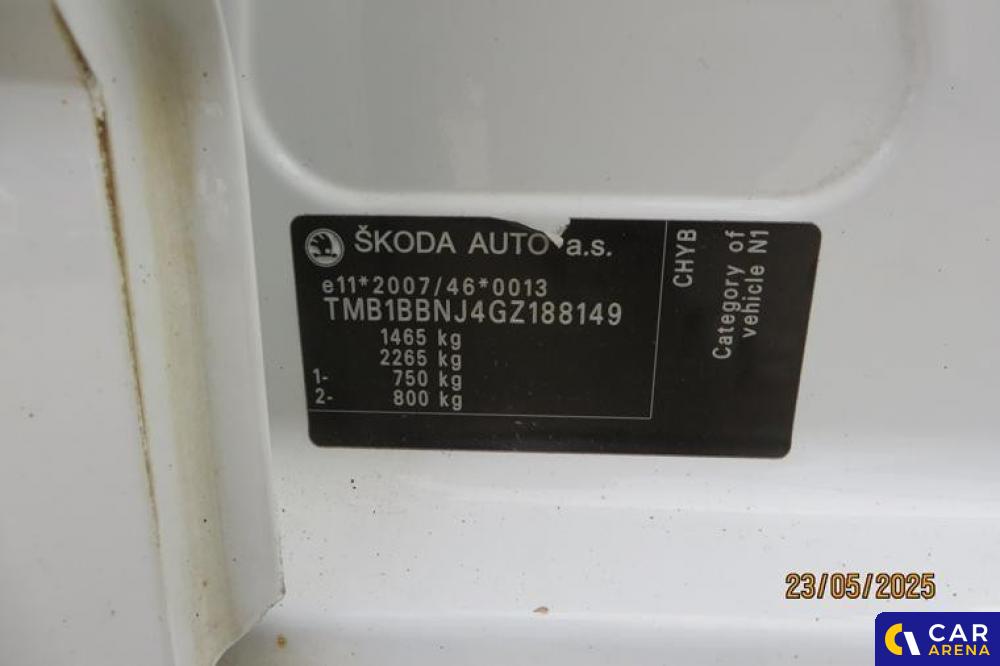 ŠKODA AUTO a.s.
e11*2007/46*0013
TMB1BBNJ4GZ188149
1465 kg
2265 kg
1- 750 kg
2- 800 kg
CHYB
Category of
vehicle N1
23/05/2025
CAR
ARENA